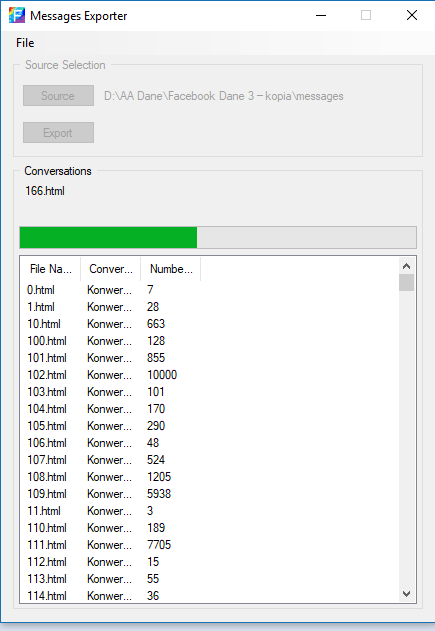 Messages Exporter
File
Source Selection
Source D:\AA Dane\Facebook Dane 3 – kopia\messages
Export
Conversations
166.html
File Na... Conver... Numbe...
0.html Konwer... 7
1.html Konwer... 28
10.html Konwer... 663
100.html Konwer... 128
101.html Konwer... 855
102.html Konwer... 10000
103.html Konwer... 101
104.html Konwer... 170
105.html Konwer... 290
106.html Konwer... 48
107.html Konwer... 524
108.html Konwer... 1205
109.html Konwer... 5938
11.html Konwer... 3
110.html Konwer... 189
111.html Konwer... 7705
112.html Konwer... 15
113.html Konwer... 55
114.html Konwer... 36